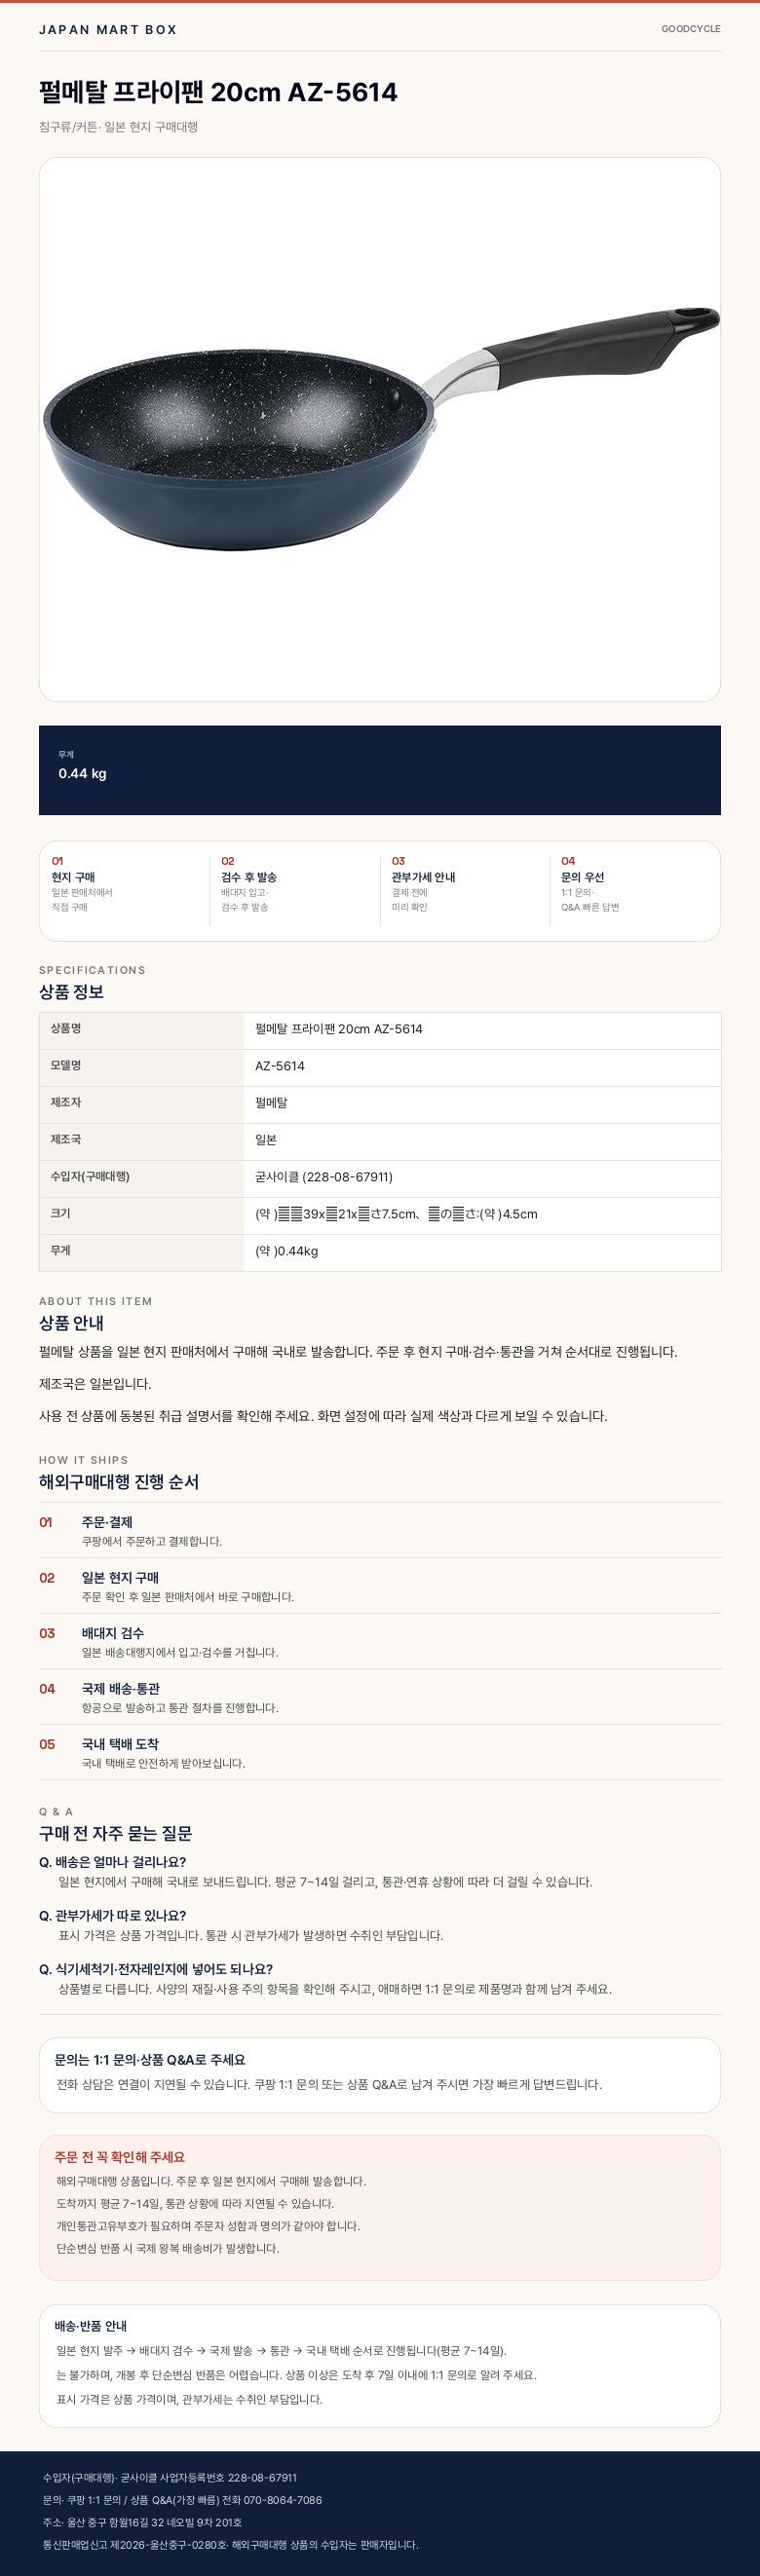 JAPAN MART BOX
GOODCYCLE
펄메탈 프라이팬 20cm AZ-5614
침구류/커튼· 일본 현지 구매대행
무게
0.44 kg
01
현지 구매
일본 판매처에서
직접 구매
02
검수 후 발송
배대지 입고·
검수 후 발송
03
관부가세 안내
결제 전에
미리 확인
04
문의 우선
1:1 문의·
Q&A 빠른 답변
SPECIFICATIONS
상품 정보
상품명 펄메탈 프라이팬 20cm AZ-5614
모델명 AZ-5614
제조자 펄메탈
제조국 일본
수입자(구매대행) 굳사이클 (228-08-67911)
크기 (약 )39x21xさ7.5cm、のさ:(약 )4.5cm
무게 (약 )0.44kg
ABOUT THIS ITEM
상품 안내
펄메탈 상품을 일본 현지 판매처에서 구매해 국내로 발송합니다. 주문 후 현지 구매·검수·통관을 거쳐 순서대로 진행됩니다.
제조국은 일본입니다.
사용 전 상품에 동봉된 취급 설명서를 확인해 주세요. 화면 설정에 따라 실제 색상과 다르게 보일 수 있습니다.
HOW IT SHIPS
해외구매대행 진행 순서
01 주문·결제
쿠팡에서 주문하고 결제합니다.
02 일본 현지 구매
주문 확인 후 일본 판매처에서 바로 구매합니다.
03 배대지 검수
일본 배송대행지에서 입고·검수를 거칩니다.
04 국제 배송·통관
항공으로 발송하고 통관 절차를 진행합니다.
05 국내 택배 도착
국내 택배로 안전하게 받아보십니다.
Q & A
구매 전 자주 묻는 질문
Q. 배송은 얼마나 걸리나요?
일본 현지에서 구매해 국내로 보내드립니다. 평균 7~14일 걸리고, 통관·연휴 상황에 따라 더 걸릴 수 있습니다.
Q. 관부가세가 따로 있나요?
표시 가격은 상품 가격입니다. 통관 시 관부가세가 발생하면 수취인 부담입니다.
Q. 식기세척기·전자레인지에 넣어도 되나요?
상품별로 다릅니다. 사양의 재질·사용 주의 항목을 확인해 주시고, 애매하면 1:1 문의로 제품명과 함께 남겨 주세요.
문의는 1:1 문의·상품 Q&A로 주세요
전화 상담은 연결이 지연될 수 있습니다. 쿠팡 1:1 문의 또는 상품 Q&A로 남겨 주시면 가장 빠르게 답변드립니다.
주문 전 꼭 확인해 주세요
해외구매대행 상품입니다. 주문 후 일본 현지에서 구매해 발송합니다.
도착까지 평균 7~14일, 통관 상황에 따라 지연될 수 있습니다.
개인통관고유부호가 필요하며 주문자 성함과 명의가 같아야 합니다.
단순변심 반품 시 국제 왕복 배송비가 발생합니다.
배송·반품 안내
일본 현지 발주 → 배대지 검수 → 국제 발송 → 통관 → 국내 택배 순서로 진행됩니다(평균 7~14일).
는 불가하며, 개봉 후 단순변심 반품은 어렵습니다. 상품 이상은 도착 후 7일 이내에 1:1 문의로 알려 주세요.
표시 가격은 상품 가격이며, 관부가세는 수취인 부담입니다.
수입자(구매대행)· 굳사이클 사업자등록번호 228-08-67911
문의· 쿠팡 1:1 문의 / 상품 Q&A(가장 빠름) 전화 070-8064-7086
주소· 울산 중구 함월16길 32 네오빌 9차 201호
통신판매업신고 제2026-울산중구-0280호· 해외구매대행 상품의 수입자는 판매자입니다.